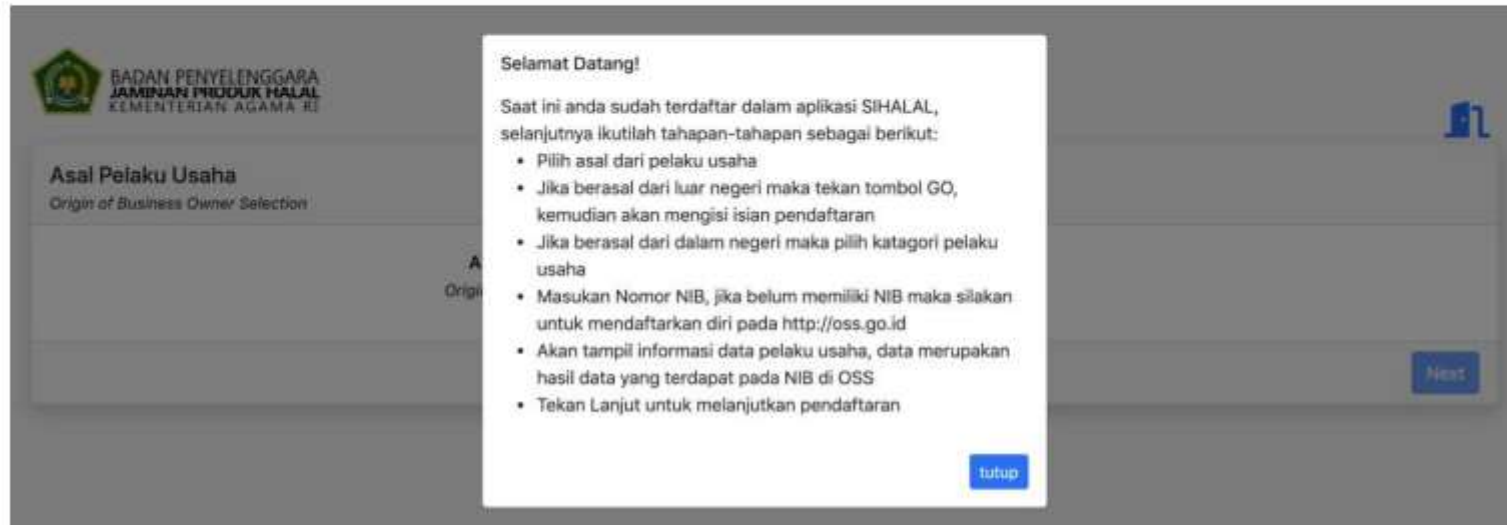 BADAN PENYELENGGARA
JAMINAN PRODUK HALAL
KEMENTERIAN AGAMA RI
Asal Pelaku Usaha
Origin of Business Owner Selection
Selamat Datang!
Saat ini anda sudah terdaftar dalam aplikasi SIHALAL,
selanjutnya ikutilah tahapan-tahapan sebagai berikut:
• Pilih asal dari pelaku usaha
• Jika berasal dari luar negeri maka tekan tombol GO,
kemudian akan mengisi isian pendaftaran
• Jika berasal dari dalam negeri maka pilih katagori pelaku
usaha
• Masukan Nomor NIB, jika belum memiliki NIB maka silakan
untuk mendaftarkan diri pada http://oss.go.id
• Akan tampil informasi data pelaku usaha, data merupakan
hasil data yang terdapat pada NIB di OSS
• Tekan Lanjut untuk melanjutkan pendaftaran
tutup
Next